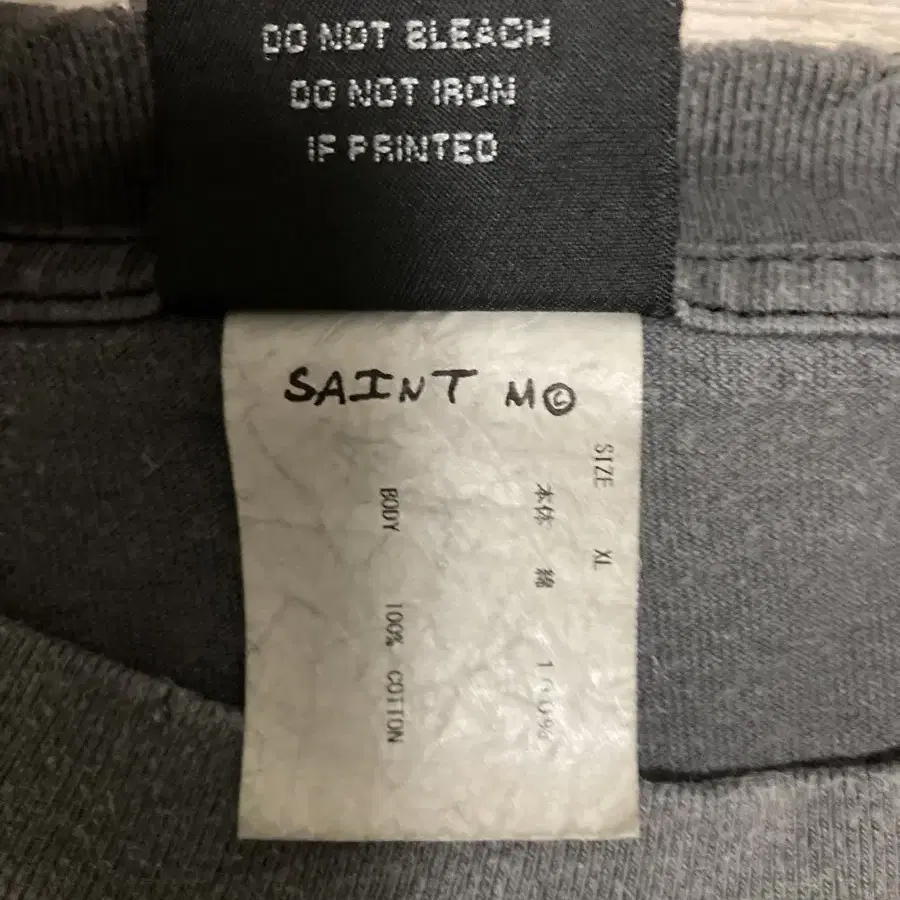 DO NOT BLEACH
DO NOT IRON
IF PRINTED
SAINT M©
SIZE XL
本体 綿 100%
BODY 100% COTTON